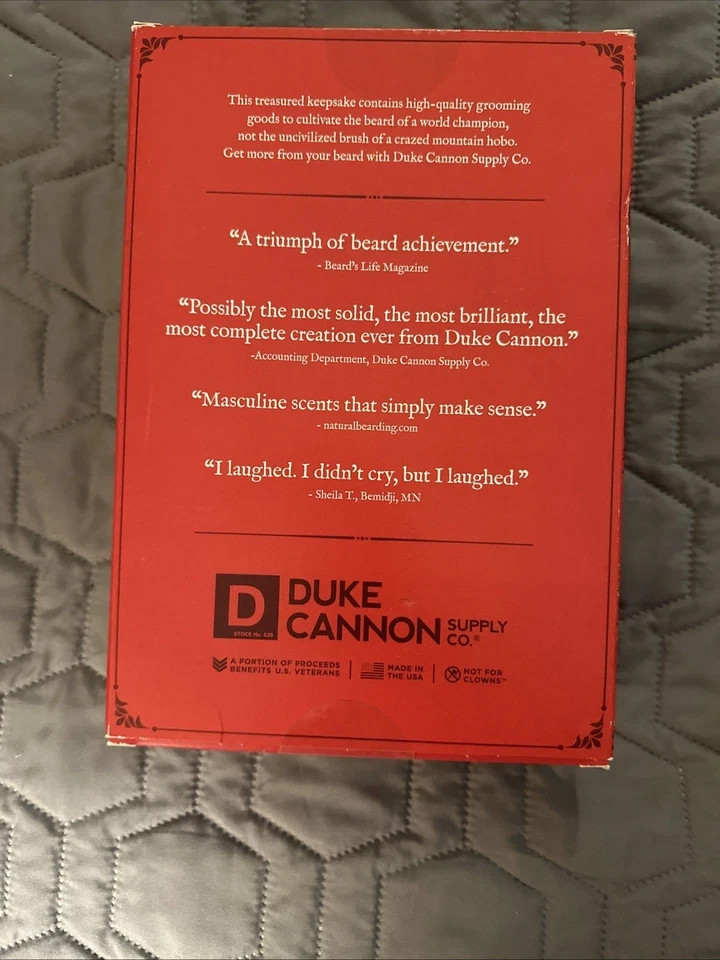 This treasured keepsake contains high-quality grooming
goods to cultivate the beard of a world champion,
not the uncivilized brush of a crazed mountain hobo.
Get more from your beard with Duke Cannon Supply Co.
“A triumph of beard achievement.”
- Beard's Life Magazine
“Possibly the most solid, the most brilliant, the
most complete creation ever from Duke Cannon.”
-Accounting Department, Duke Cannon Supply Co.
“Masculine scents that simply make sense.”
- naturalbearding.com
“I laughed. I didn't cry, but I laughed.”
- Sheila T., Bemidji, MN
D
STOCK No. 628
DUKE
CANNON SUPPLY
CO.®
A PORTION OF PROCEEDS
BENEFITS U.S. VETERANS
MADE IN
THE USA
NOT FOR
CLOWNS™